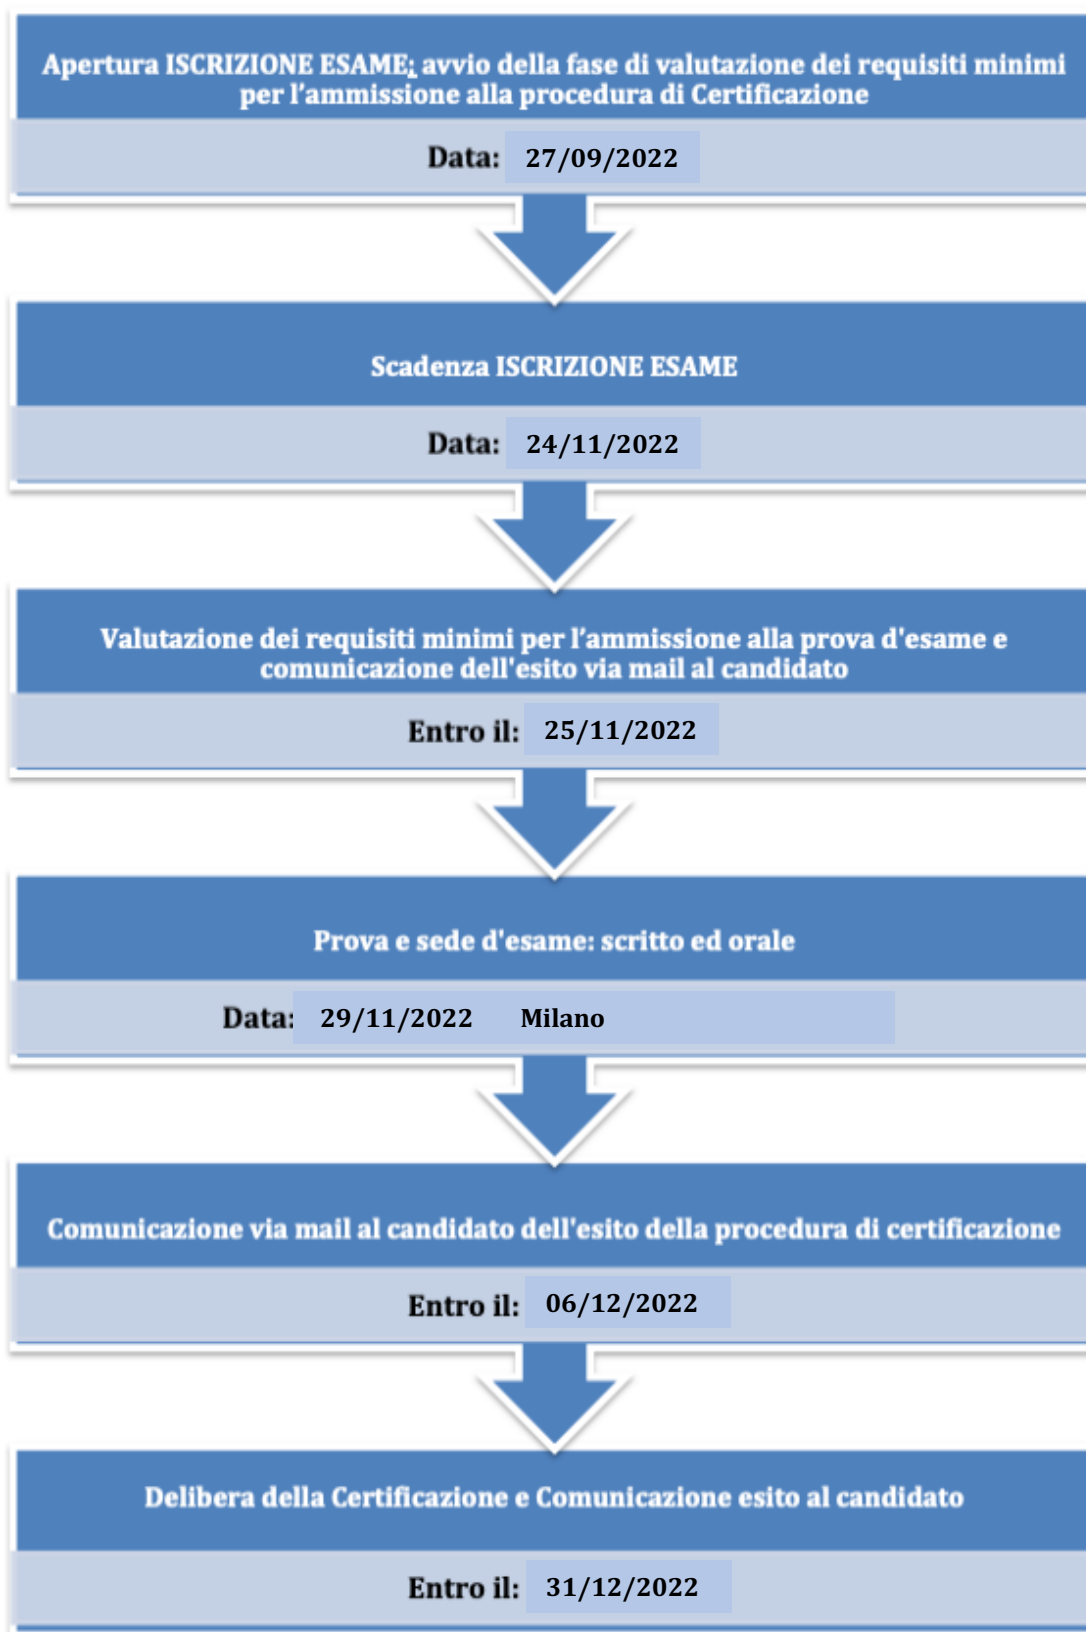 Apertura ISCRIZIONE ESAME; avvio della fase di valutazione dei requisiti minimi
per l'ammissione alla procedura di Certificazione
Data: 27/09/2022
Scadenza ISCRIZIONE ESAME
Data: 24/11/2022
Valutazione dei requisiti minimi per l'ammissione alla prova d'esame e
comunicazione dell'esito via mail al candidato
Entro il: 25/11/2022
Prova e sede d'esame: scritto ed orale
Data: 29/11/2022 Milano
Comunicazione via mail al candidato dell'esito della procedura di certificazione
Entro il: 06/12/2022
Delibera della Certificazione e Comunicazione esito al candidato
Entro il: 31/12/2022